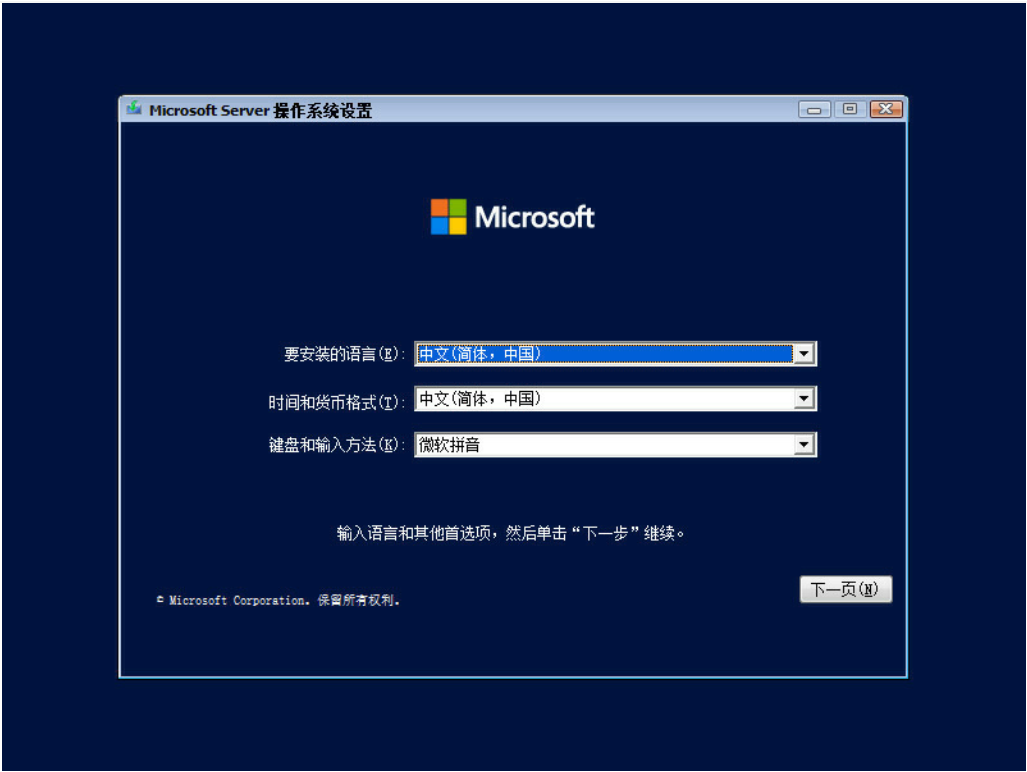 Microsoft Server 操作系统设置
Microsoft
要安装的语言(E): 中文(简体，中国)
时间和货币格式(T): 中文(简体，中国)
键盘和输入方法(K): 微软拼音
输入语言和其他首选项，然后单击“下一步”继续。
下一页(N)
© Microsoft Corporation。保留所有权利。